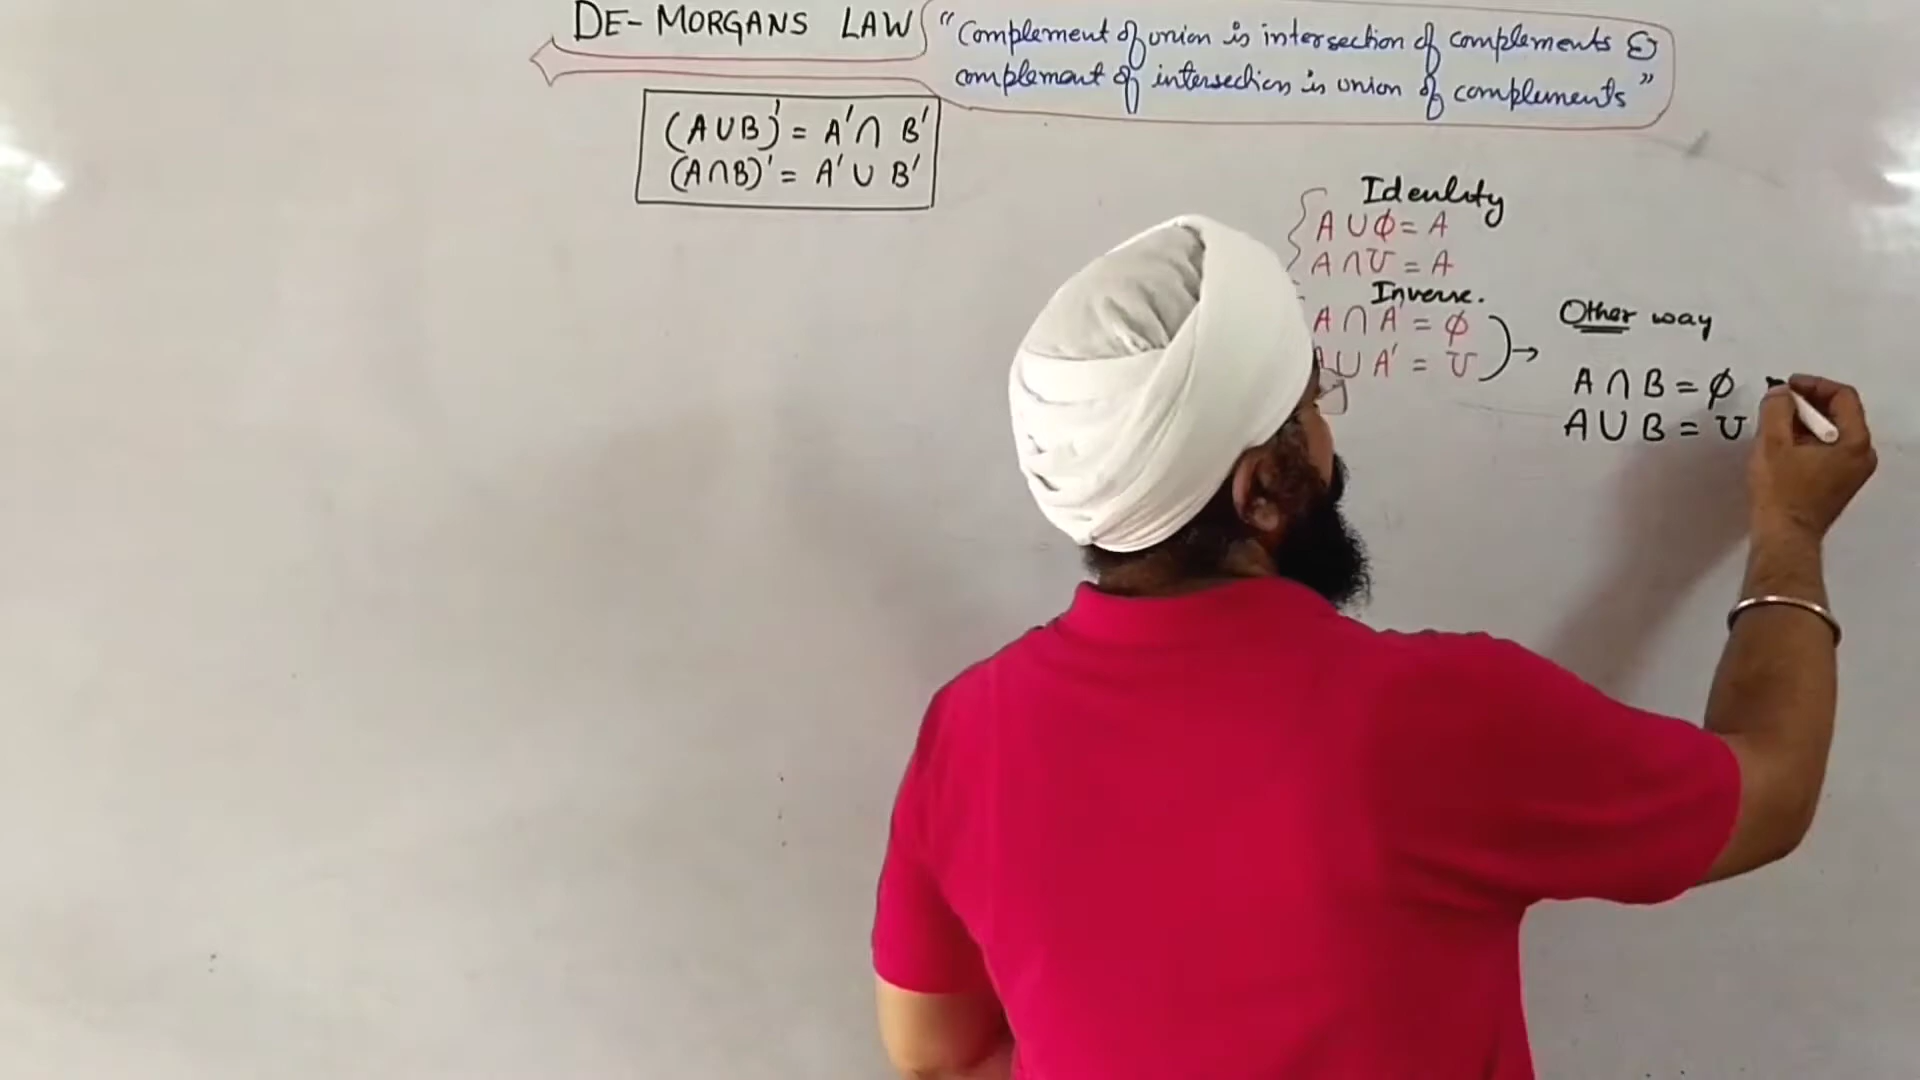 DE-MORGANS LAW
"Complement of union is intersection of complements &
complement of intersection is union of complements"
(A∪B)' = A'∩ B'
(A∩B)' = A' ∪ B'
Identity
A ∪ ϕ = A
A ∩ U = A
Inverse.
A ∩ A' = ϕ
A ∪ A' = U
Other way
A ∩ B = ϕ
A ∪ B = U